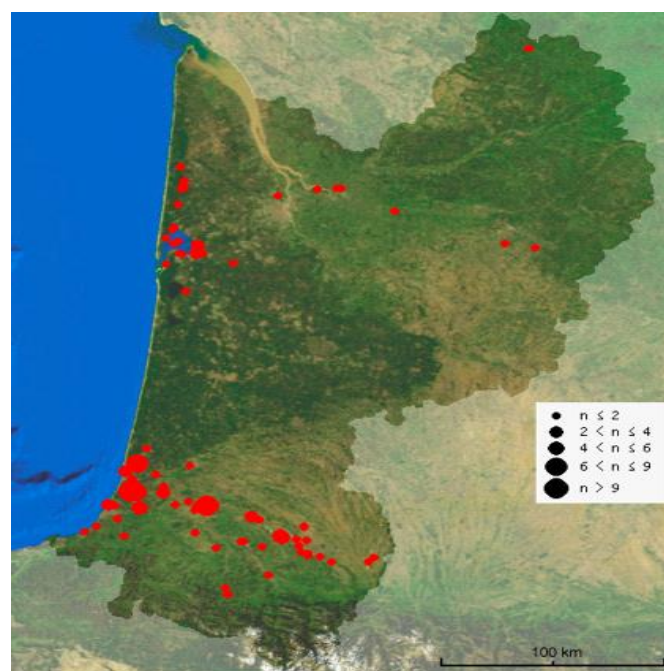 n ≤ 2
2 < n ≤ 4
4 < n ≤ 6
6 < n ≤ 9
n > 9
100 km